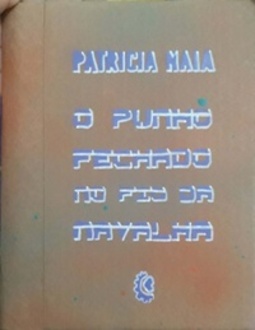 PATRICIA MAIA
O PUNHO
FECHADO
NO FIO DA
NAVALHA